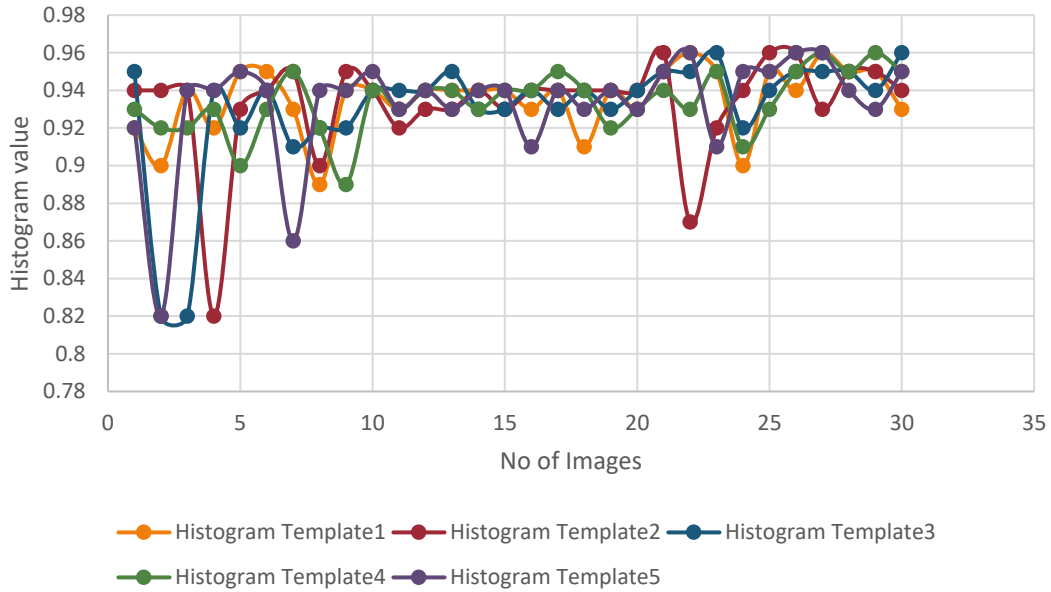 0.98
0.96
0.94
0.92
0.9
0.88
0.86
0.84
0.82
0.8
0.78
Histogram value
0 5 10 15 20 25 30 35
No of Images
Histogram Template1 Histogram Template2 Histogram Template3
Histogram Template4 Histogram Template5